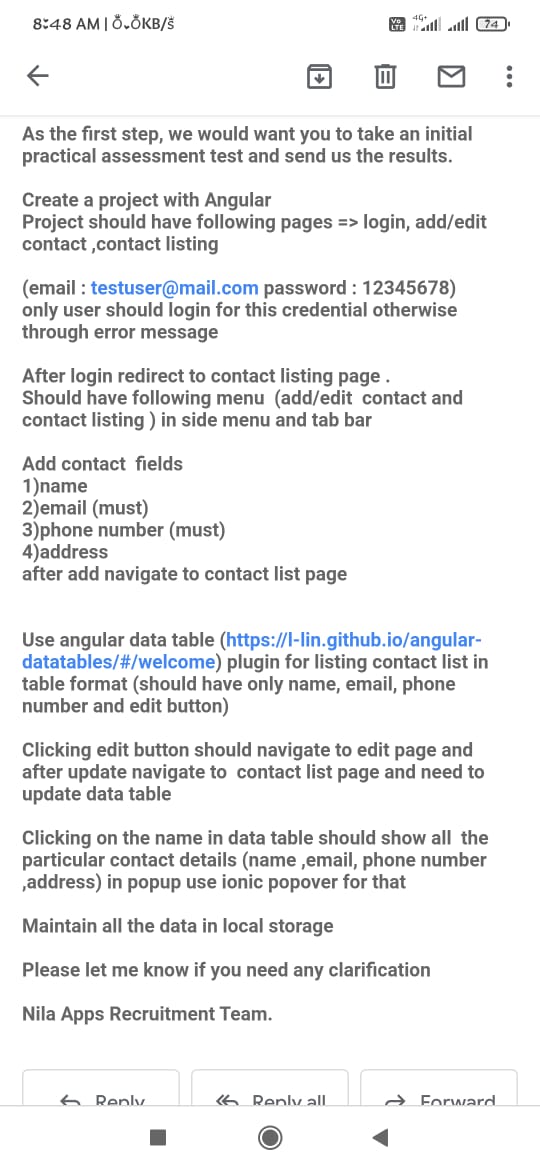 8:48 AM | 0.0KB/s
Vo LTE 4G+ 74
As the first step, we would want you to take an initial
practical assessment test and send us the results.
Create a project with Angular
Project should have following pages => login, add/edit
contact ,contact listing
(email : testuser@mail.com password : 12345678)
only user should login for this credential otherwise
through error message
After login redirect to contact listing page .
Should have following menu  (add/edit  contact and
contact listing ) in side menu and tab bar
Add contact  fields
1)name
2)email (must)
3)phone number (must)
4)address
after add navigate to contact list page
Use angular data table (https://l-lin.github.io/angular-
datatables/#/welcome) plugin for listing contact list in
table format (should have only name, email, phone
number and edit button)
Clicking edit button should navigate to edit page and
after update navigate to  contact list page and need to
update data table
Clicking on the name in data table should show all  the
particular contact details (name ,email, phone number
,address) in popup use ionic popover for that
Maintain all the data in local storage
Please let me know if you need any clarification
Nila Apps Recruitment Team.
Reply Reply all Forward